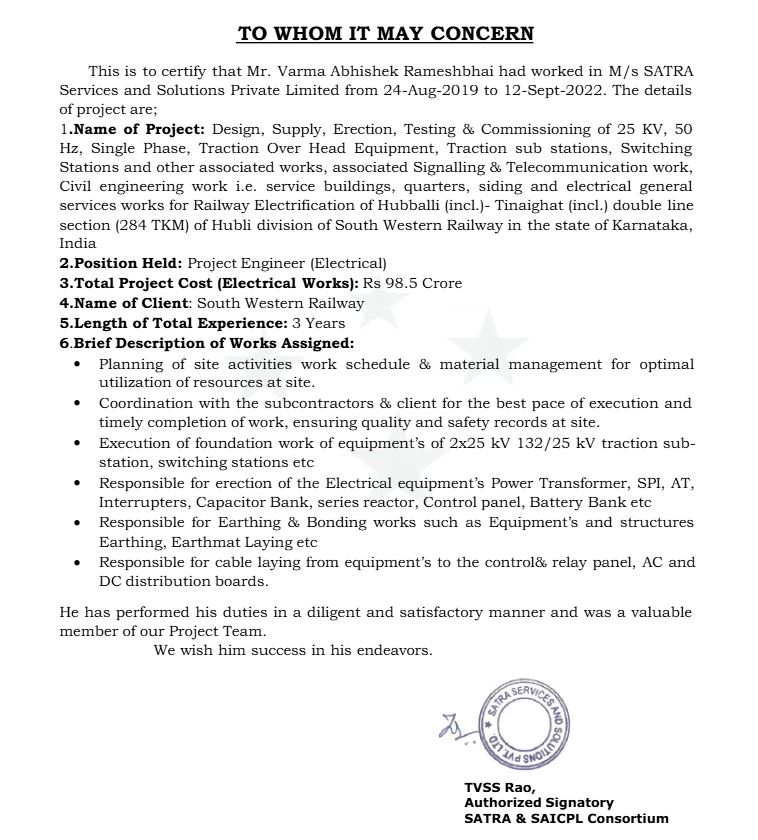 TO WHOM IT MAY CONCERN
This is to certify that Mr. Varma Abhishek Rameshbhai had worked in M/s SATRA
Services and Solutions Private Limited from 24-Aug-2019 to 12-Sept-2022. The details
of project are;
1.Name of Project: Design, Supply, Erection, Testing & Commissioning of 25 KV, 50
Hz, Single Phase, Traction Over Head Equipment, Traction sub stations, Switching
Stations and other associated works, associated Signalling & Telecommunication work,
Civil engineering work i.e. service buildings, quarters, siding and electrical general
services works for Railway Electrification of Hubballi (incl.)- Tinaighat (incl.) double line
section (284 TKM) of Hubli division of South Western Railway in the state of Karnataka,
India
2.Position Held: Project Engineer (Electrical)
3.Total Project Cost (Electrical Works): Rs 98.5 Crore
4.Name of Client: South Western Railway
5.Length of Total Experience: 3 Years
6.Brief Description of Works Assigned:
• Planning of site activities work schedule & material management for optimal
utilization of resources at site.
• Coordination with the subcontractors & client for the best pace of execution and
timely completion of work, ensuring quality and safety records at site.
• Execution of foundation work of equipment's of 2x25 kV 132/25 kV traction sub-
station, switching stations etc
• Responsible for erection of the Electrical equipment's Power Transformer, SPI, AT,
Interrupters, Capacitor Bank, series reactor, Control panel, Battery Bank etc
• Responsible for Earthing & Bonding works such as Equipment's and structures
Earthing, Earthmat Laying etc
• Responsible for cable laying from equipment's to the control& relay panel, AC and
DC distribution boards.
He has performed his duties in a diligent and satisfactory manner and was a valuable
member of our Project Team.
We wish him success in his endeavors.
SATRA SERVICES AND SOLUTIONS PVT. LTD.
TVSS Rao,
Authorized Signatory
SATRA & SAICPL Consortium